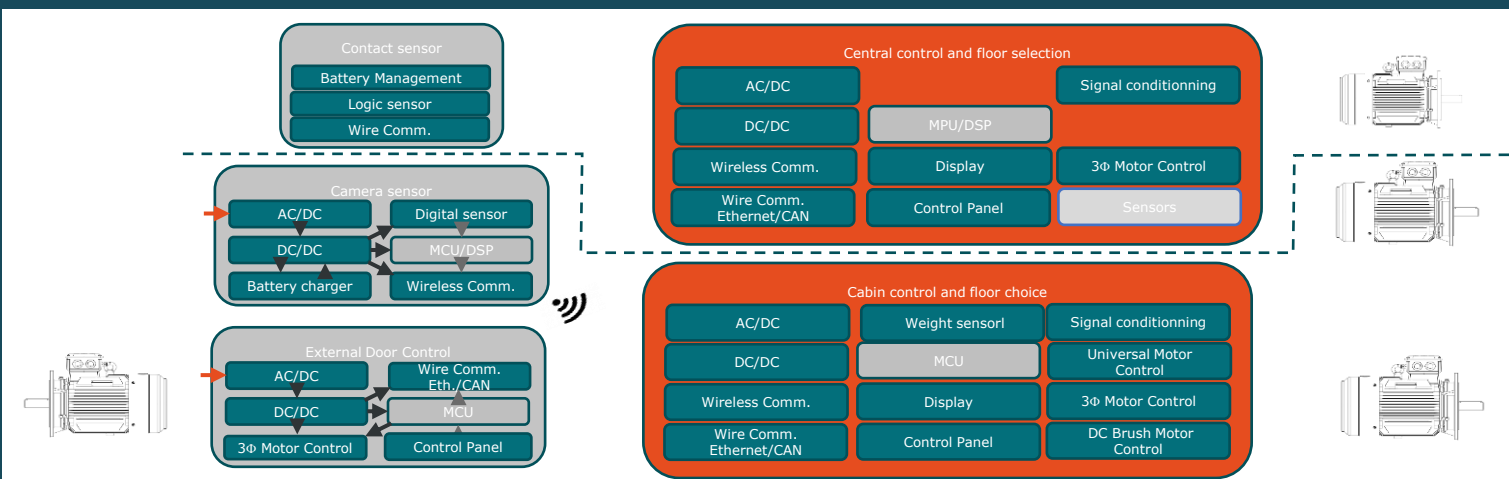 Contact sensor
Battery Management
Logic sensor
Wire Comm.
Camera sensor
AC/DC
Digital sensor
DC/DC
MCU/DSP
Battery charger
Wireless Comm.
External Door Control
AC/DC
Wire Comm.
Eth./CAN
DC/DC
MCU
3Φ Motor Control
Control Panel
Central control and floor selection
AC/DC
Signal conditionning
DC/DC
MPU/DSP
Wireless Comm.
Display
3Φ Motor Control
Wire Comm.
Ethernet/CAN
Control Panel
Sensors
Cabin control and floor choice
AC/DC
Weight sensorl
Signal conditionning
DC/DC
MCU
Universal Motor
Control
Wireless Comm.
Display
3Φ Motor Control
Wire Comm.
Ethernet/CAN
Control Panel
DC Brush Motor
Control